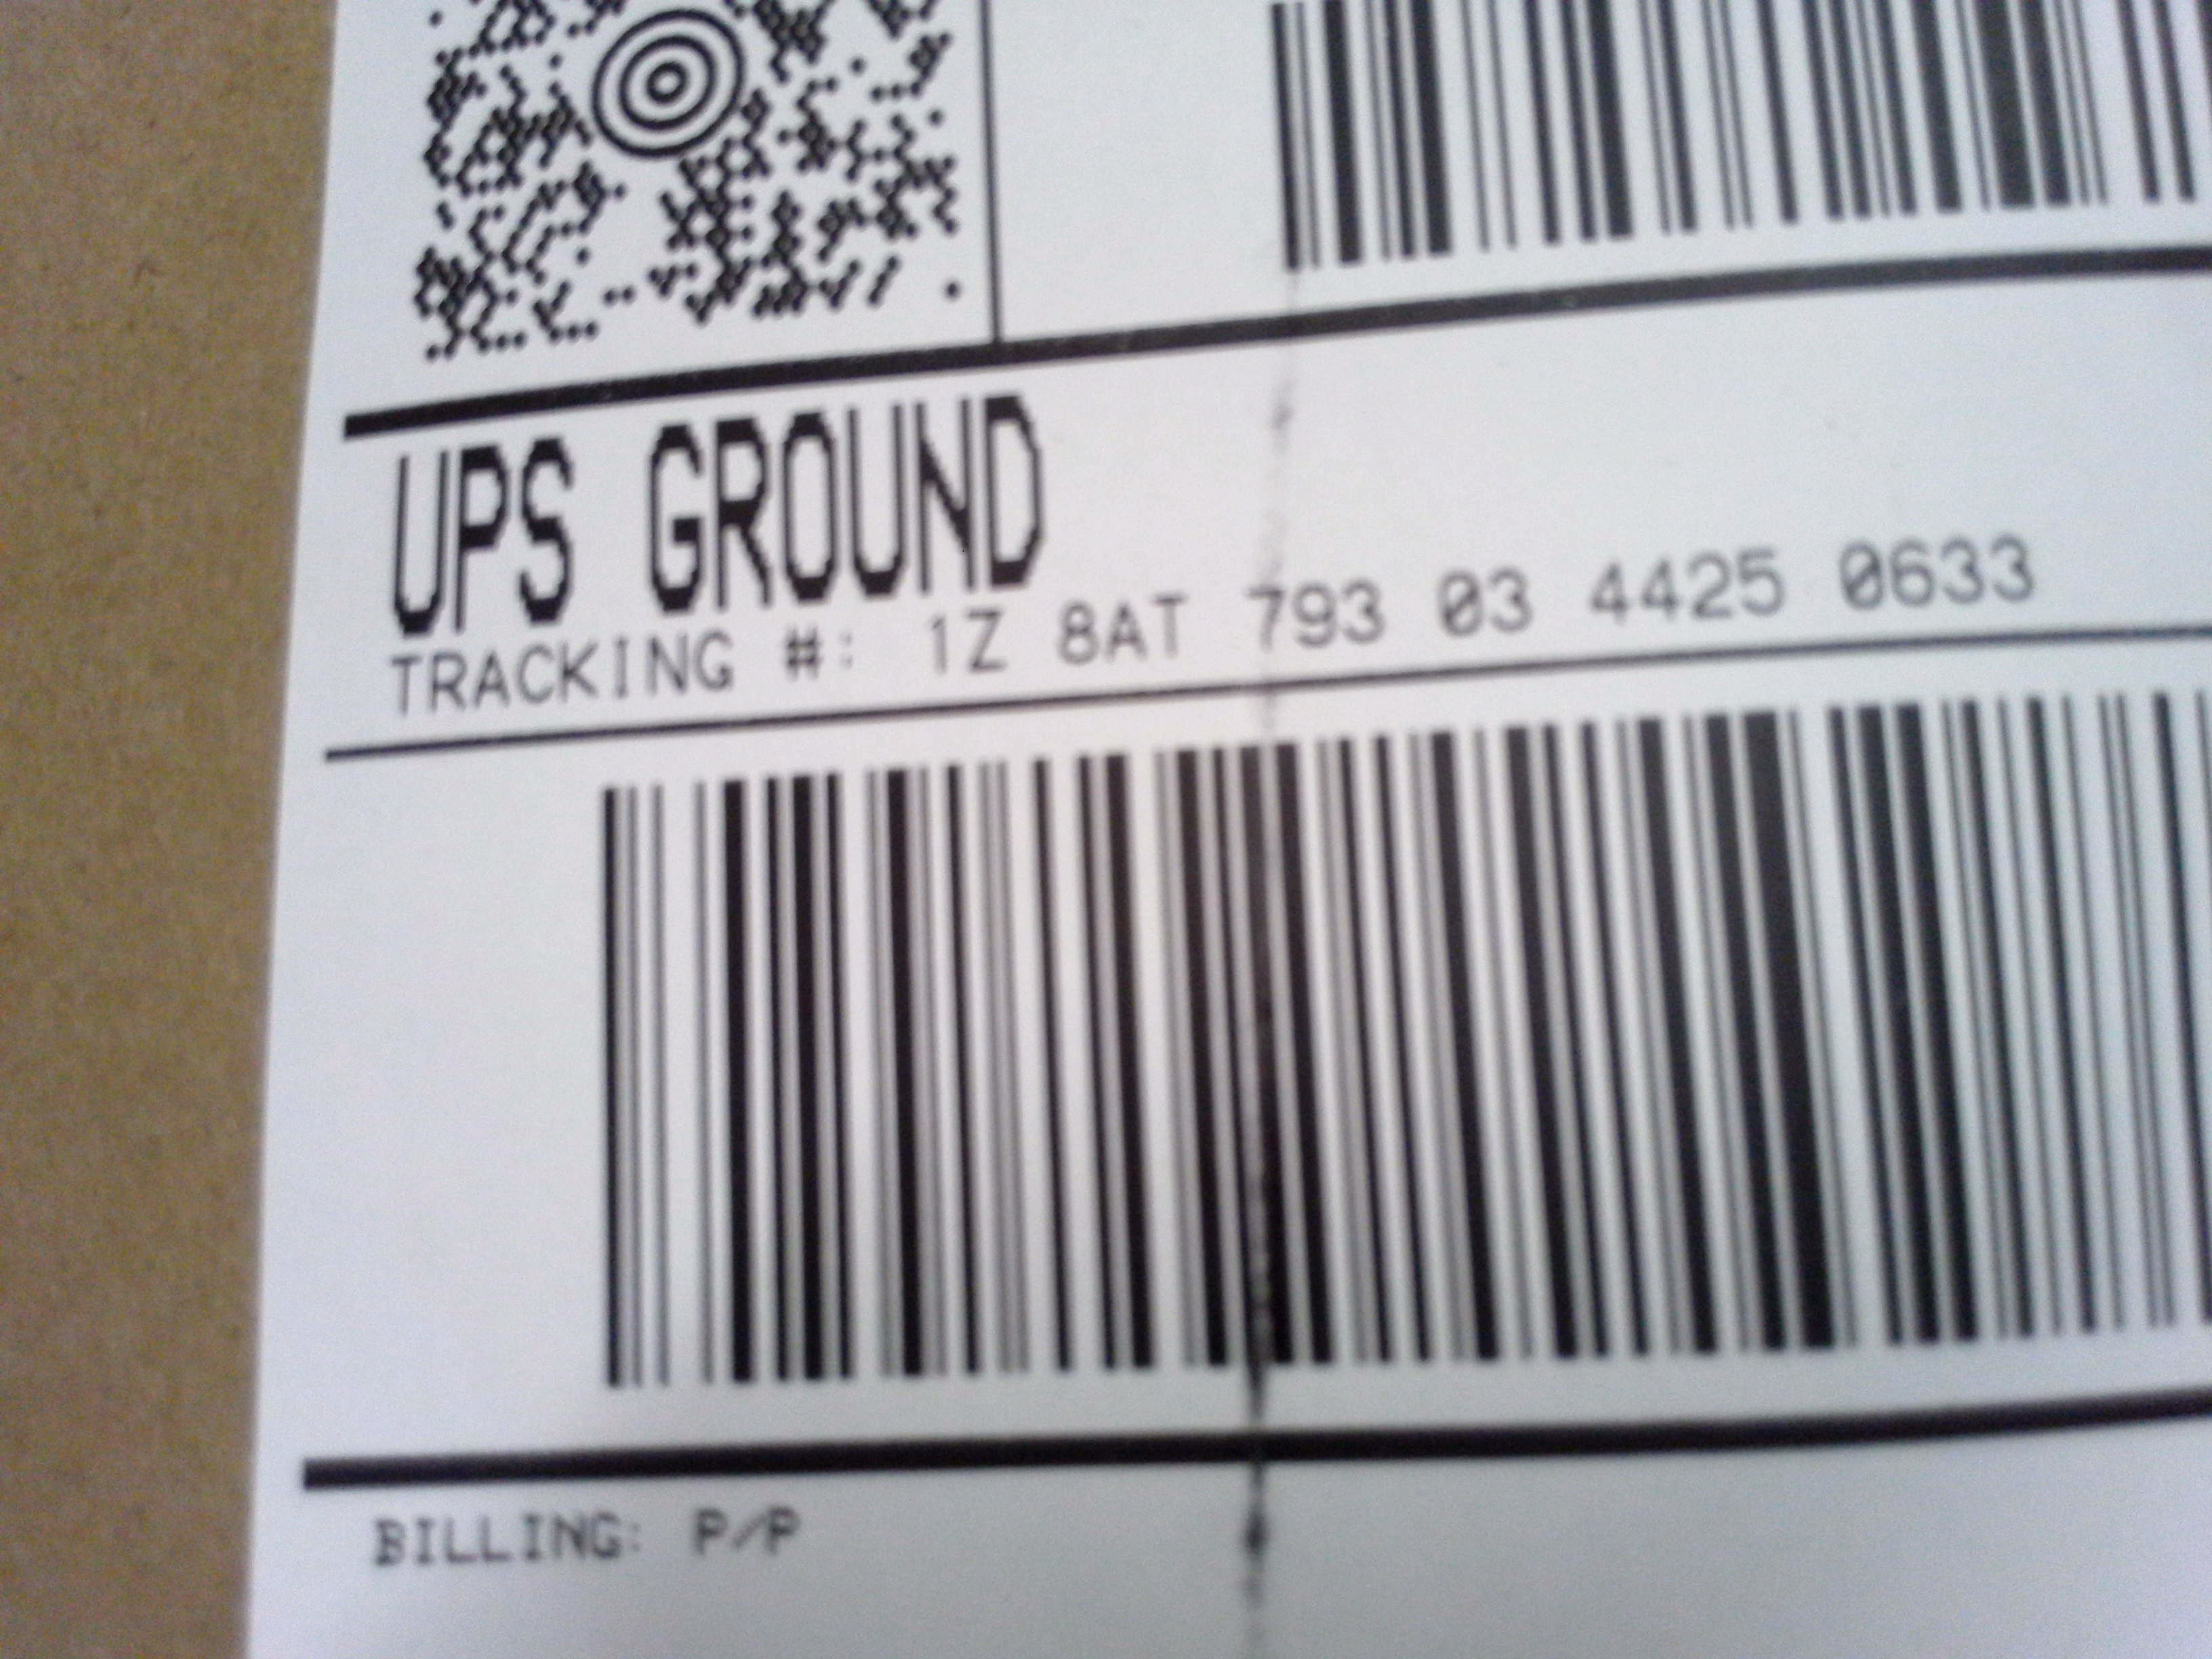 UPS GROUND
TRACKING #: 1Z 8AT 793 03 4425 0633
BILLING: P/P